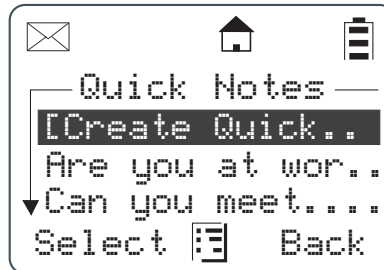 Quick Notes
[Create Quick..
Are you at wor..
Can you meet....
Select Back